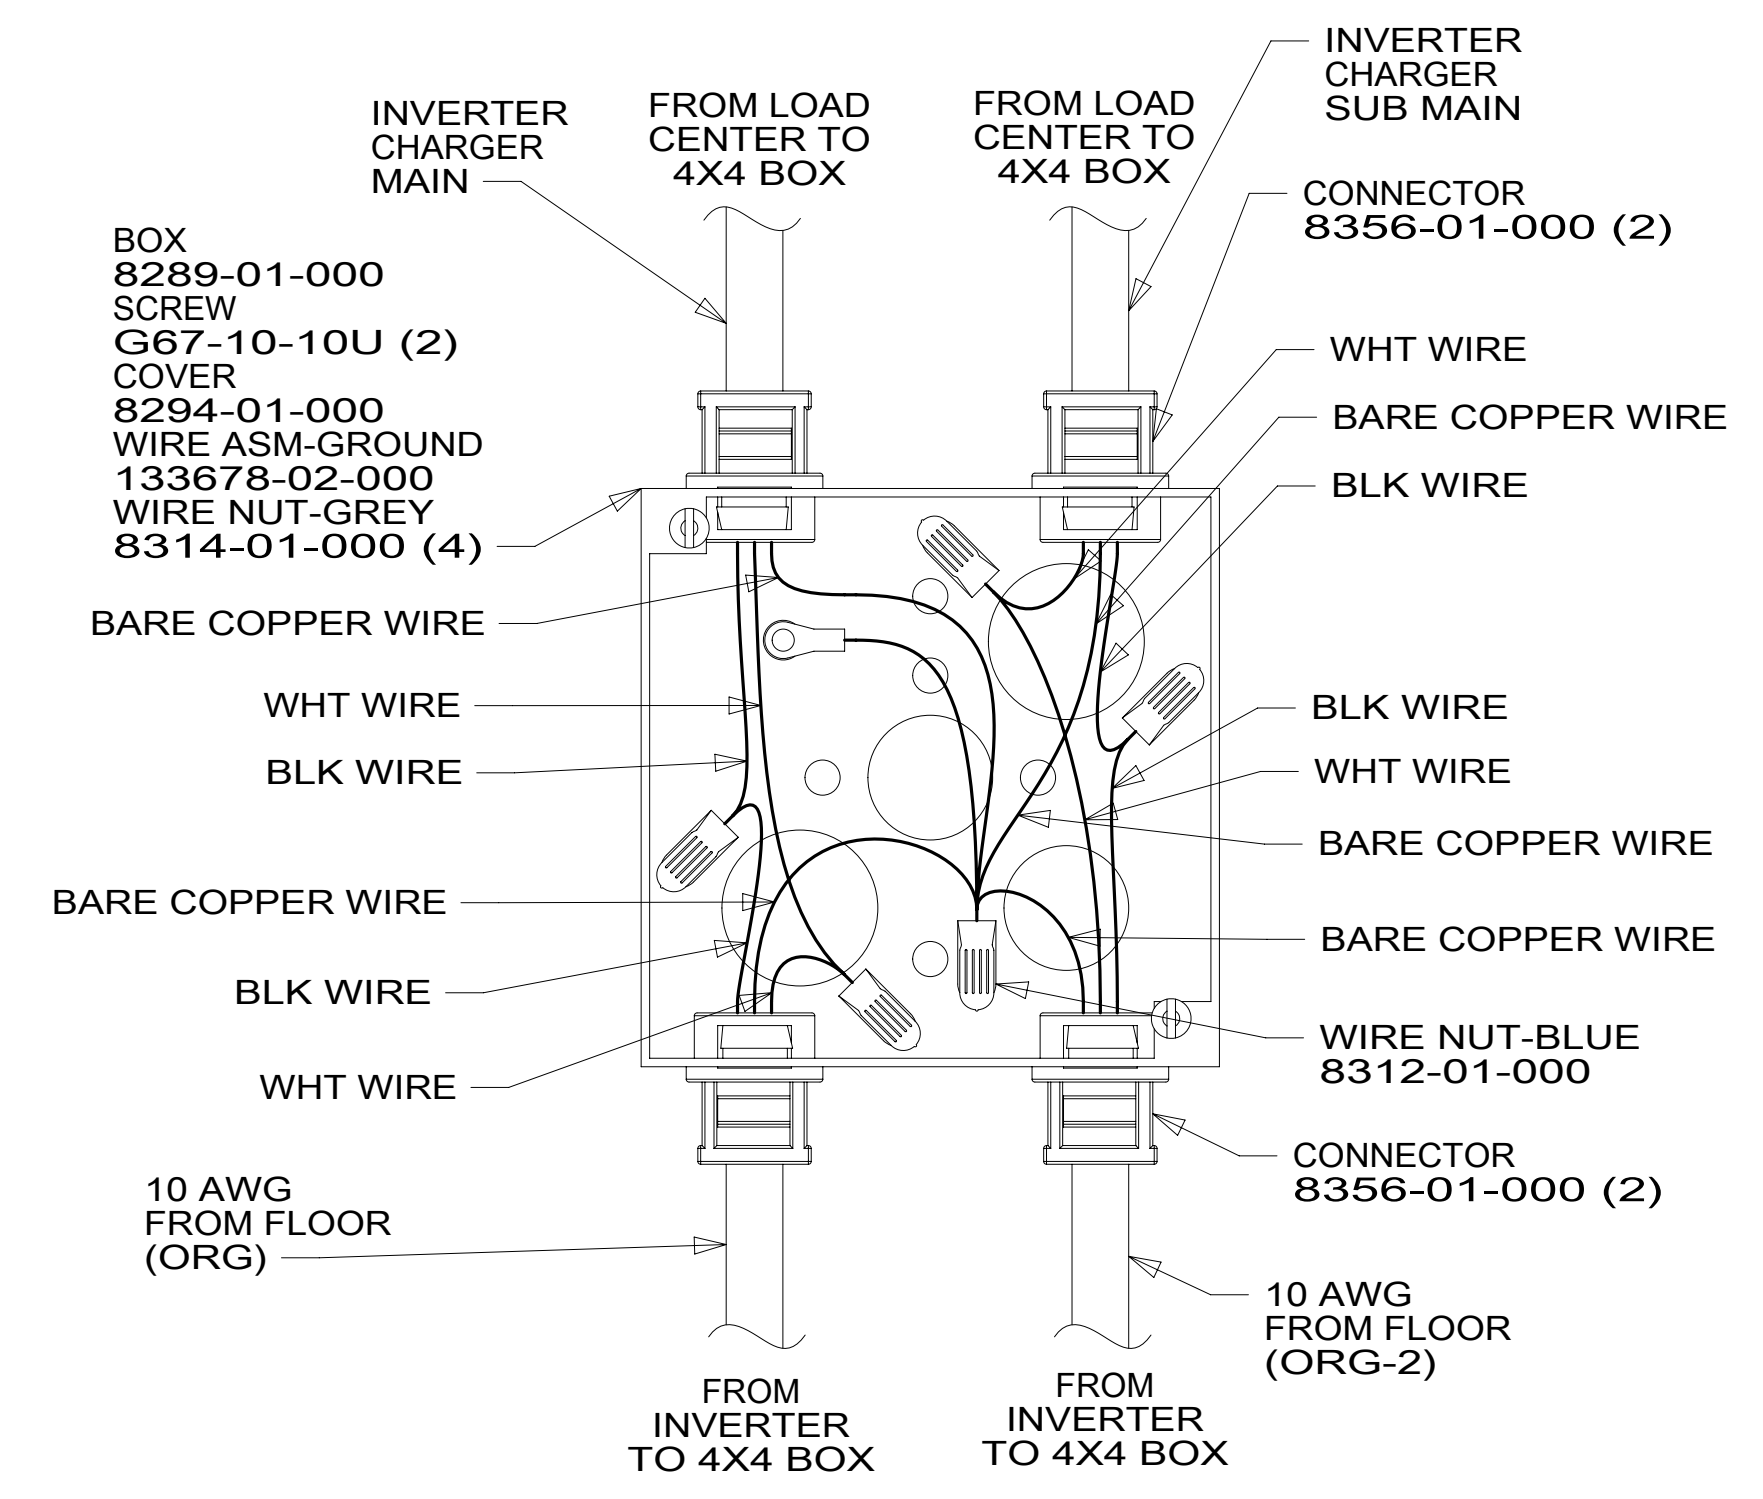 INVERTER
CHARGER
MAIN
FROM LOAD
CENTER TO
4X4 BOX
FROM LOAD
CENTER TO
4X4 BOX
INVERTER
CHARGER
SUB MAIN
CONNECTOR
8356-01-000 (2)
BOX
8289-01-000
SCREW
G67-10-10U (2)
COVER
8294-01-000
WIRE ASM-GROUND
133678-02-000
WIRE NUT-GREY
8314-01-000 (4)
WHT WIRE
BARE COPPER WIRE
BLK WIRE
BARE COPPER WIRE
WHT WIRE
BLK WIRE
BARE COPPER WIRE
BLK WIRE
WHT WIRE
BLK WIRE
WHT WIRE
BARE COPPER WIRE
BARE COPPER WIRE
WIRE NUT-BLUE
8312-01-000
CONNECTOR
8356-01-000 (2)
10 AWG
FROM FLOOR
(ORG)
10 AWG
FROM FLOOR
(ORG-2)
FROM
INVERTER
TO 4X4 BOX
FROM
INVERTER
TO 4X4 BOX